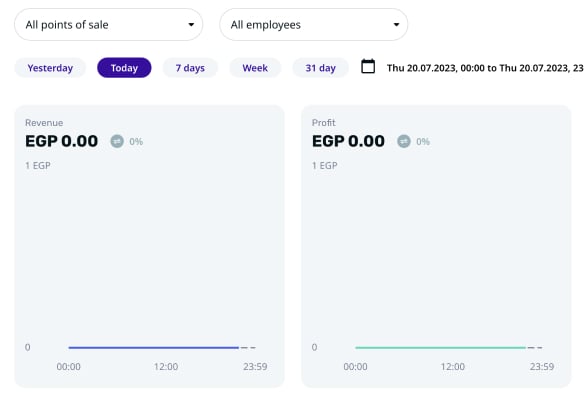 All points of sale All employees
Yesterday Today 7 days Week 31 day Thu 20.07.2023, 00:00 to Thu 20.07.2023, 23
Revenue Profit
EGP 0.00 0% EGP 0.00 0%
1 EGP 1 EGP
0 0
00:00 12:00 23:59 00:00 12:00 23:59